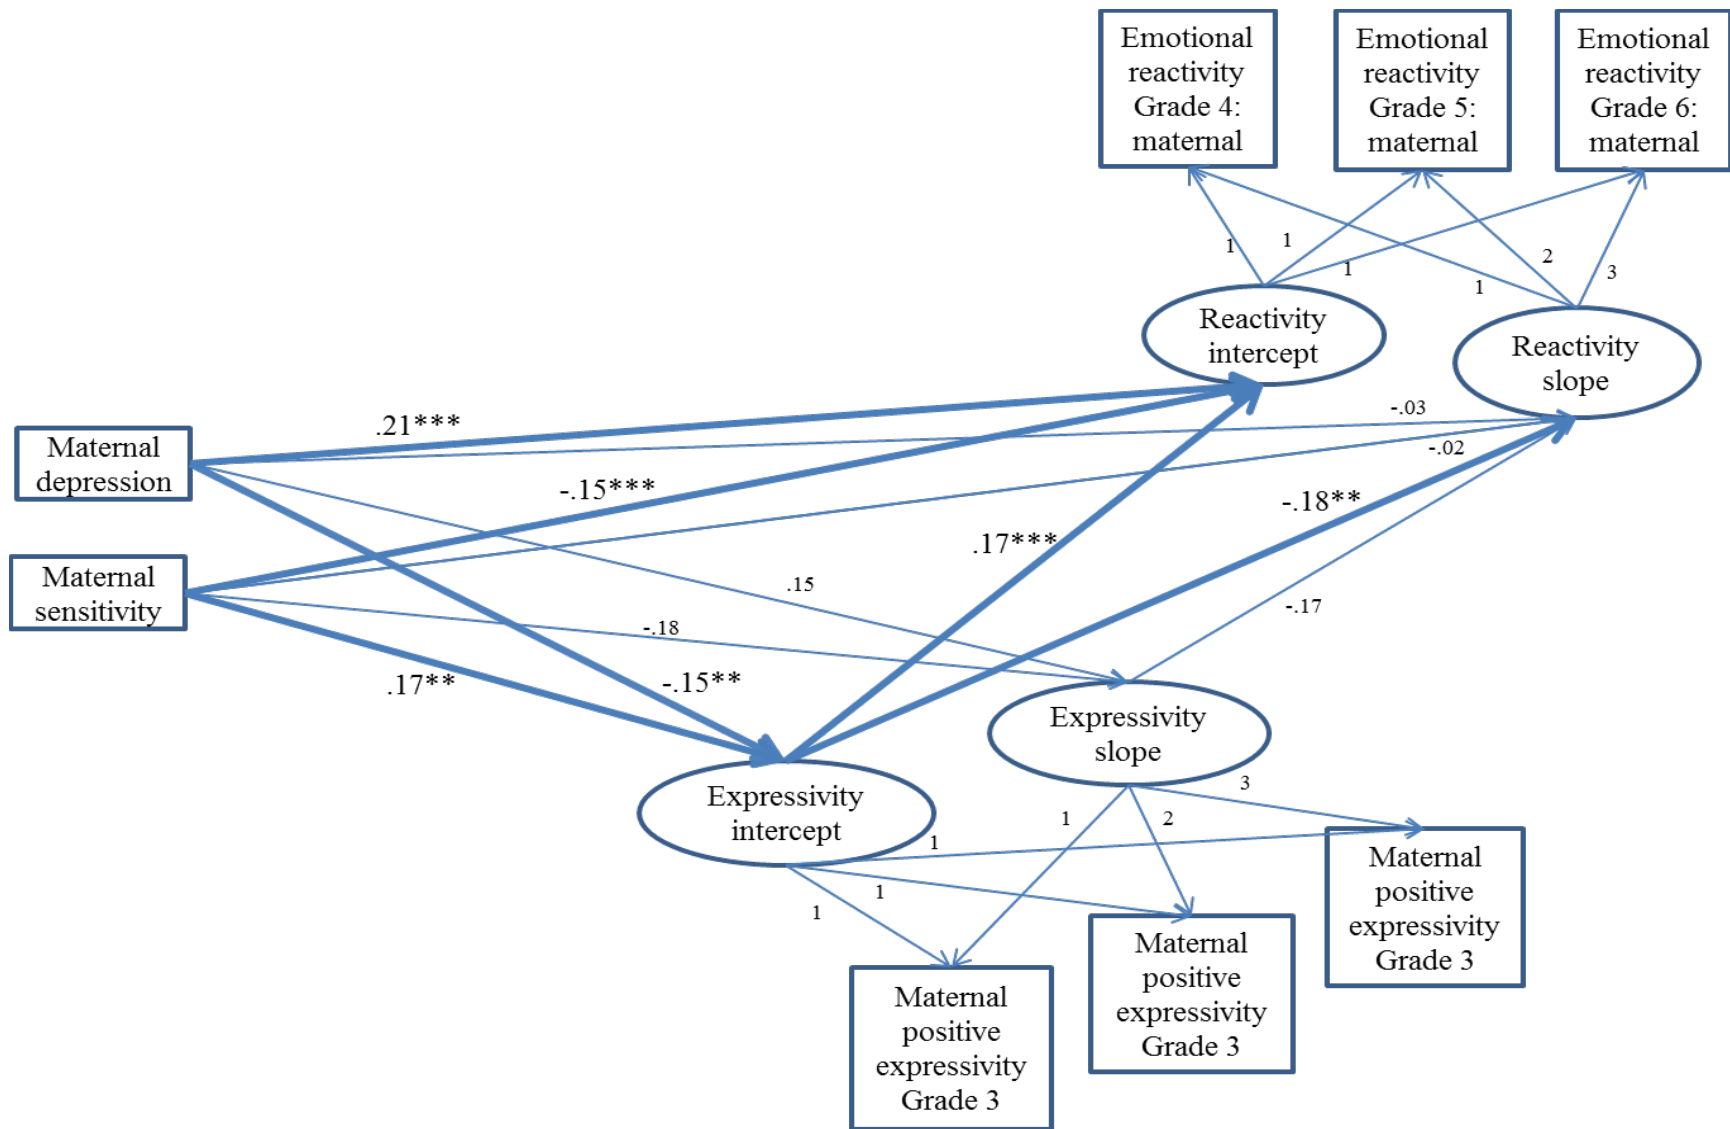 Emotional
reactivity
Grade 4:
maternal
Emotional
reactivity
Grade 5:
maternal
Emotional
reactivity
Grade 6:
maternal
1
1
1
2
3
1
Reactivity
intercept
Reactivity
slope
.21***
-.03
-.02
Maternal
depression
-.15***
-.18**
.17***
Maternal
sensitivity
.15
-.17
-.18
.17**
-.15**
Expressivity
slope
Expressivity
intercept
1
2
3
1
1
1
Maternal
positive
expressivity
Grade 3
Maternal
positive
expressivity
Grade 3
Maternal
positive
expressivity
Grade 3